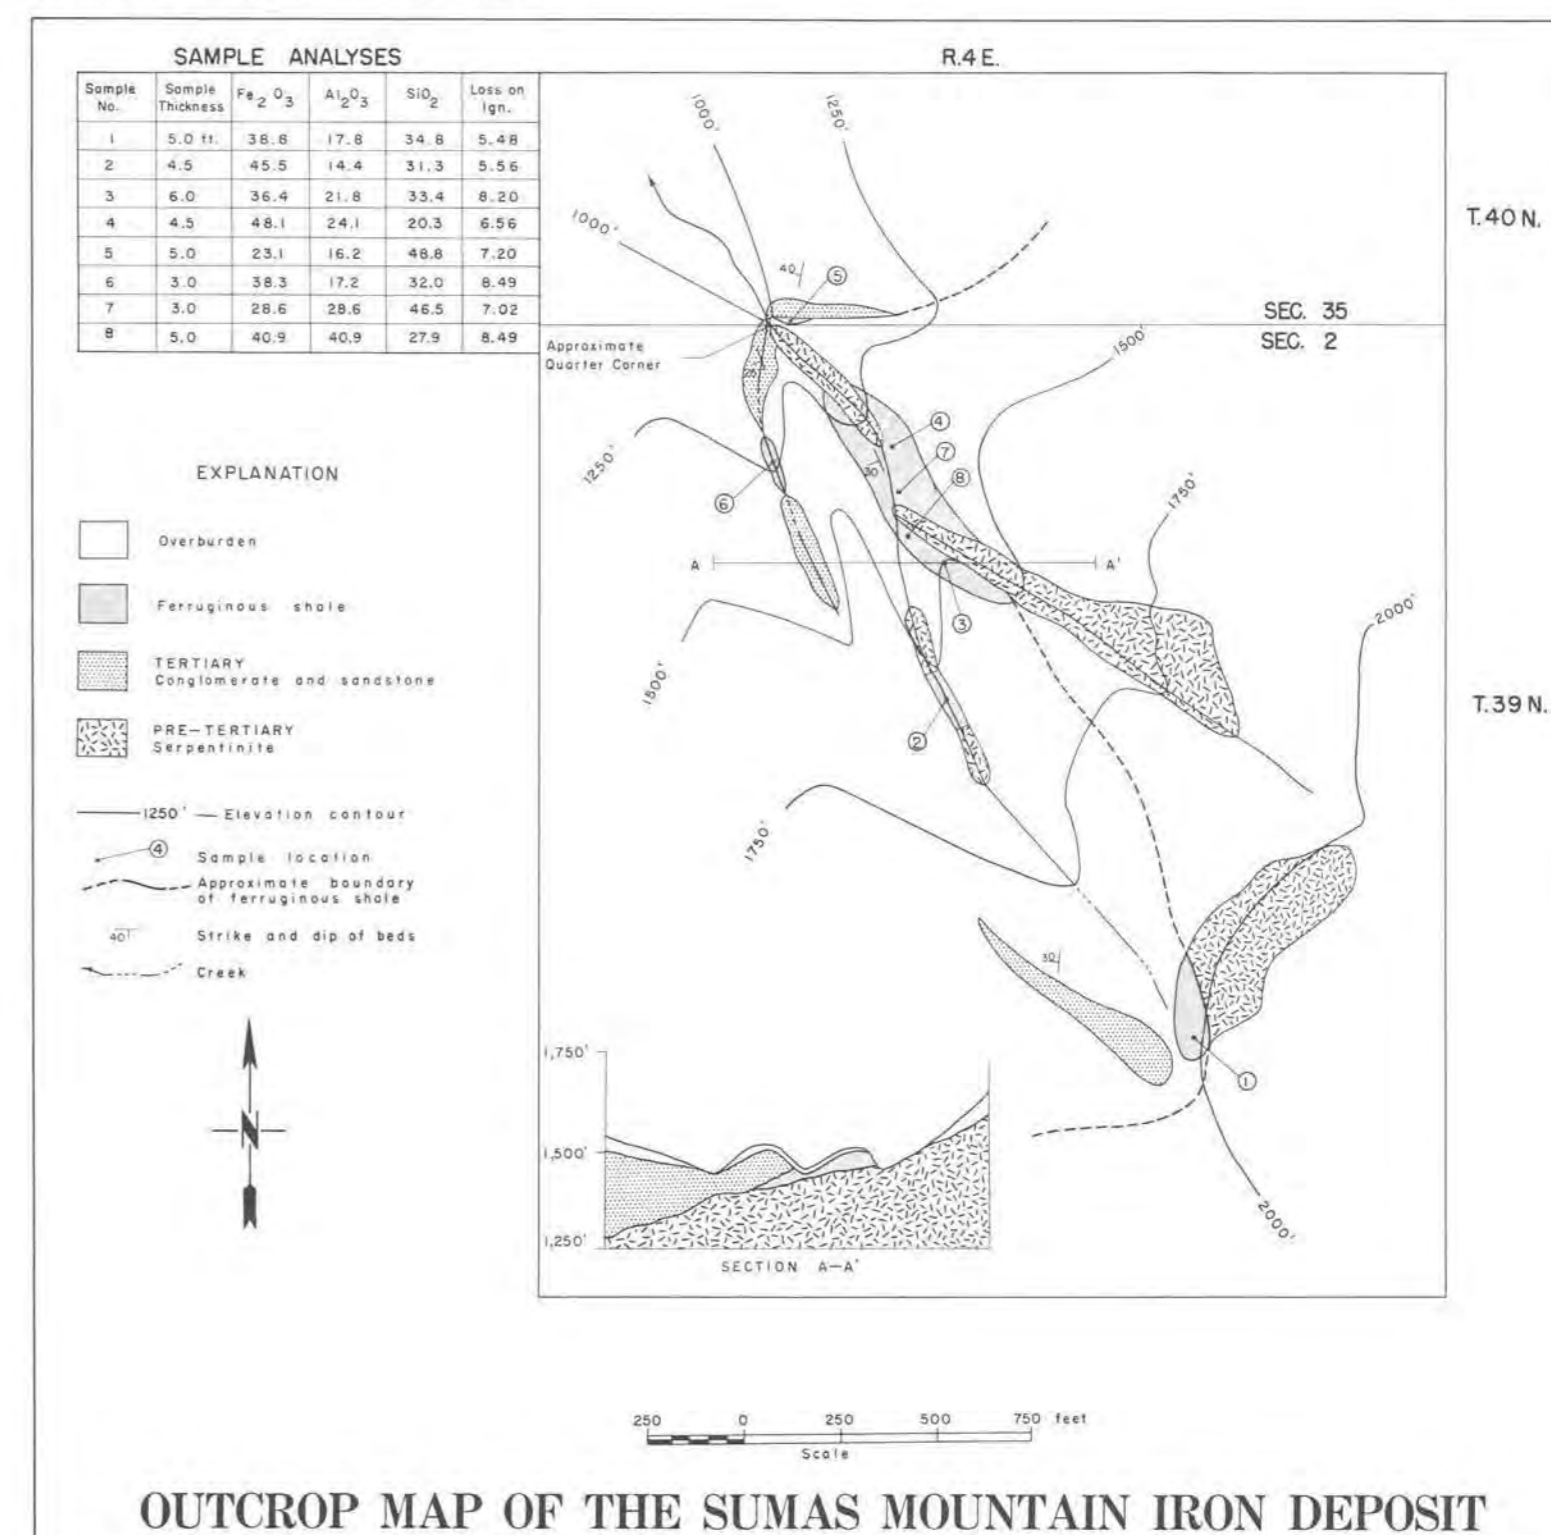 SAMPLE ANALYSES
Sample No. Sample Thickness Fe2O3 Al2O3 SiO2 Loss on Ign.
1 5.0 ft. 38.8 17.8 34.8 5.48
2 4.5 45.5 14.4 31.3 5.56
3 6.0 36.4 21.8 33.4 8.20
4 4.5 48.1 24.1 20.3 6.56
5 5.0 23.1 16.2 48.8 7.20
6 3.0 38.3 17.2 32.0 8.49
7 3.0 28.6 28.6 46.5 7.02
8 5.0 40.9 40.9 27.9 8.49
EXPLANATION
Overburden
Ferruginous shale
TERTIARY
Conglomerate and sandstone
PRE-TERTIARY
Serpentinite
1250' Elevation contour
4 Sample location
Approximate boundary
of ferruginous shale
40 Strike and dip of beds
Creek
N
R.4 E.
T.40 N.
SEC. 35
SEC. 2
T.39 N.
1000'
1250'
1000'
40
5
Approximate
Quarter Corner
1500'
4
7
8
30
1250'
6
1750'
A A'
3
2000'
1500'
2
1750'
30
1
2000'
1,750'
1,500'
1,250'
SECTION A-A'
250 0 250 500 750 feet
Scale
OUTCROP MAP OF THE SUMAS MOUNTAIN IRON DEPOSIT